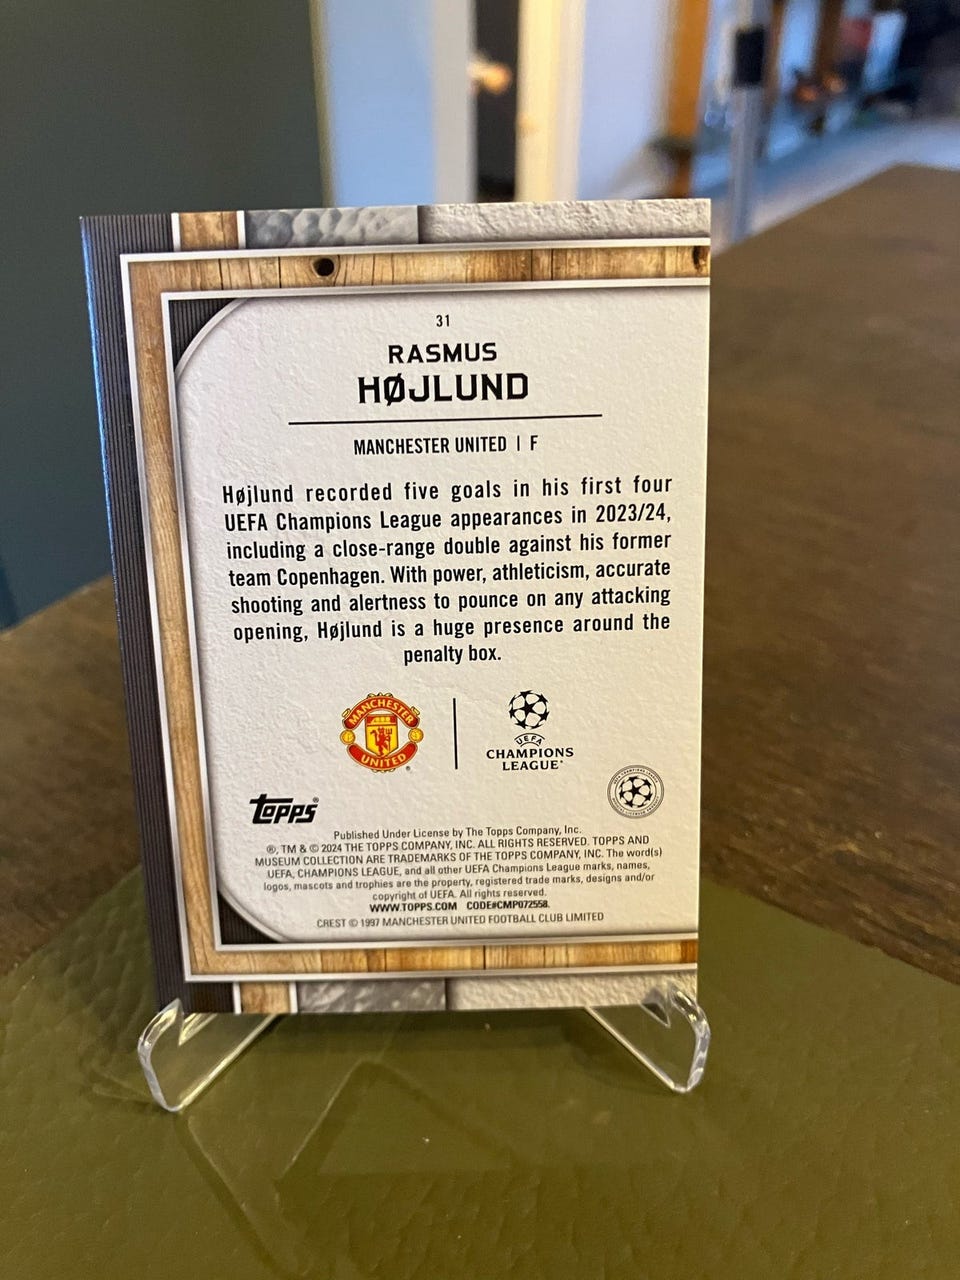 31
RASMUS
HØJLUND
MANCHESTER UNITED | F
Højlund recorded five goals in his first four
UEFA Champions League appearances in 2023/24,
including a close-range double against his former
team Copenhagen. With power, athleticism, accurate
shooting and alertness to pounce on any attacking
opening, Højlund is a huge presence around the
penalty box.
MANCHESTER
UNITED
®
UEFA
CHAMPIONS
LEAGUE®
Topps®
Published Under License by The Topps Company, Inc.
®, TM & © 2024 THE TOPPS COMPANY, INC. ALL RIGHTS RESERVED. TOPPS AND
MUSEUM COLLECTION ARE TRADEMARKS OF THE TOPPS COMPANY, INC. The word(s)
UEFA, CHAMPIONS LEAGUE, and all other UEFA Champions League marks, names,
logos, mascots and trophies are the property, registered trade marks, designs and/or
copyright of UEFA. All rights reserved.
WWW.TOPPS.COM CODE#CMP072558.
CREST © 1997 MANCHESTER UNITED FOOTBALL CLUB LIMITED